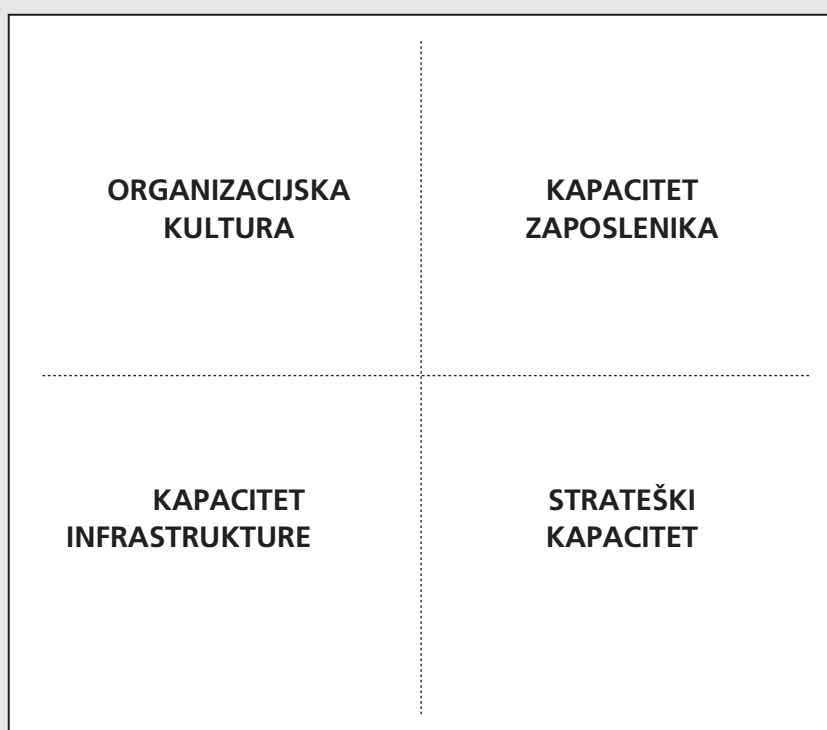 ORGANIZACIJSKA
KULTURA
KAPACITET
ZAPOSLENIKA
KAPACITET
INFRASTRUKTURE
STRATEŠKI
KAPACITET